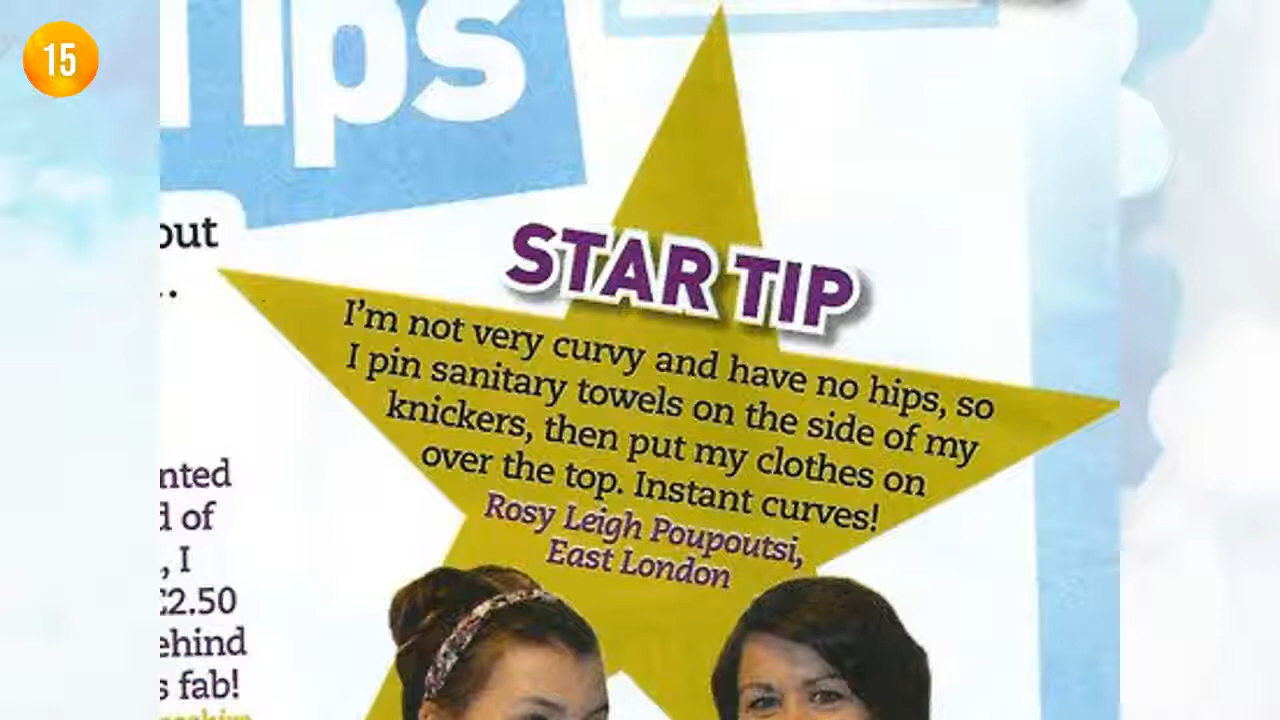 15
Tips
out
..
STAR TIP
I'm not very curvy and have no hips, so
I pin sanitary towels on the side of my
knickers, then put my clothes on
over the top. Instant curves!
Rosy Leigh Poupoutsi,
East London
nted
d of
, I
£2.50
ehind
s fab!